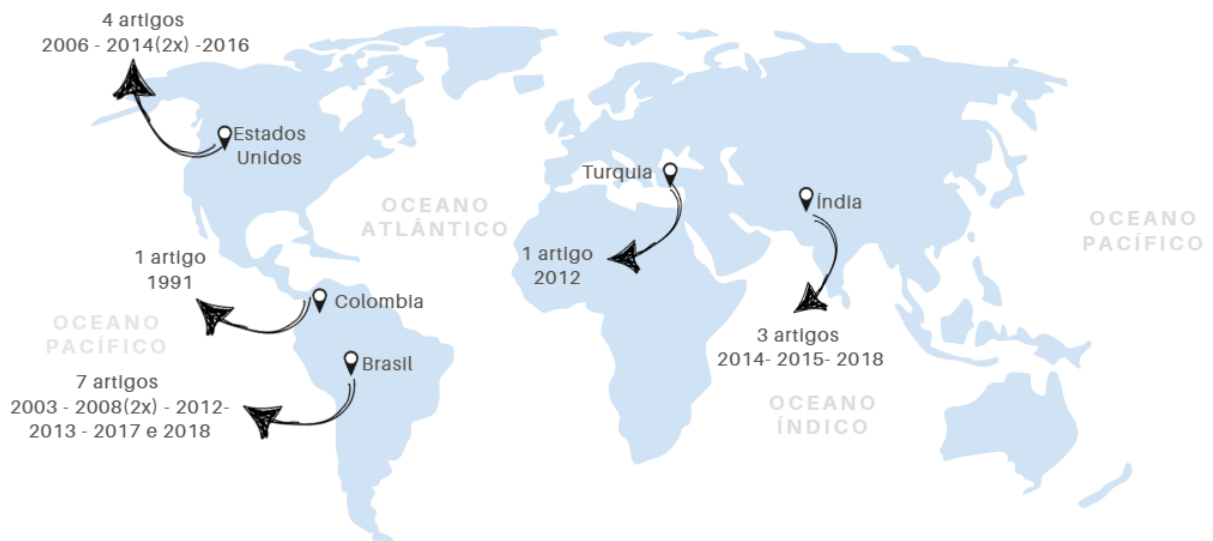 4 artigos
2006 - 2014(2x) -2016
Estados
Unidos
Turquia
Índia
OCEANO
ATLÂNTICO
OCEANO
PACÍFICO
1 artigo
2012
1 artigo
1991
Colombia
OCEANO
PACÍFICO
3 artigos
2014- 2015- 2018
Brasil
7 artigos
2003 - 2008(2x) - 2012-
2013 - 2017 e 2018
OCEANO
ÍNDICO